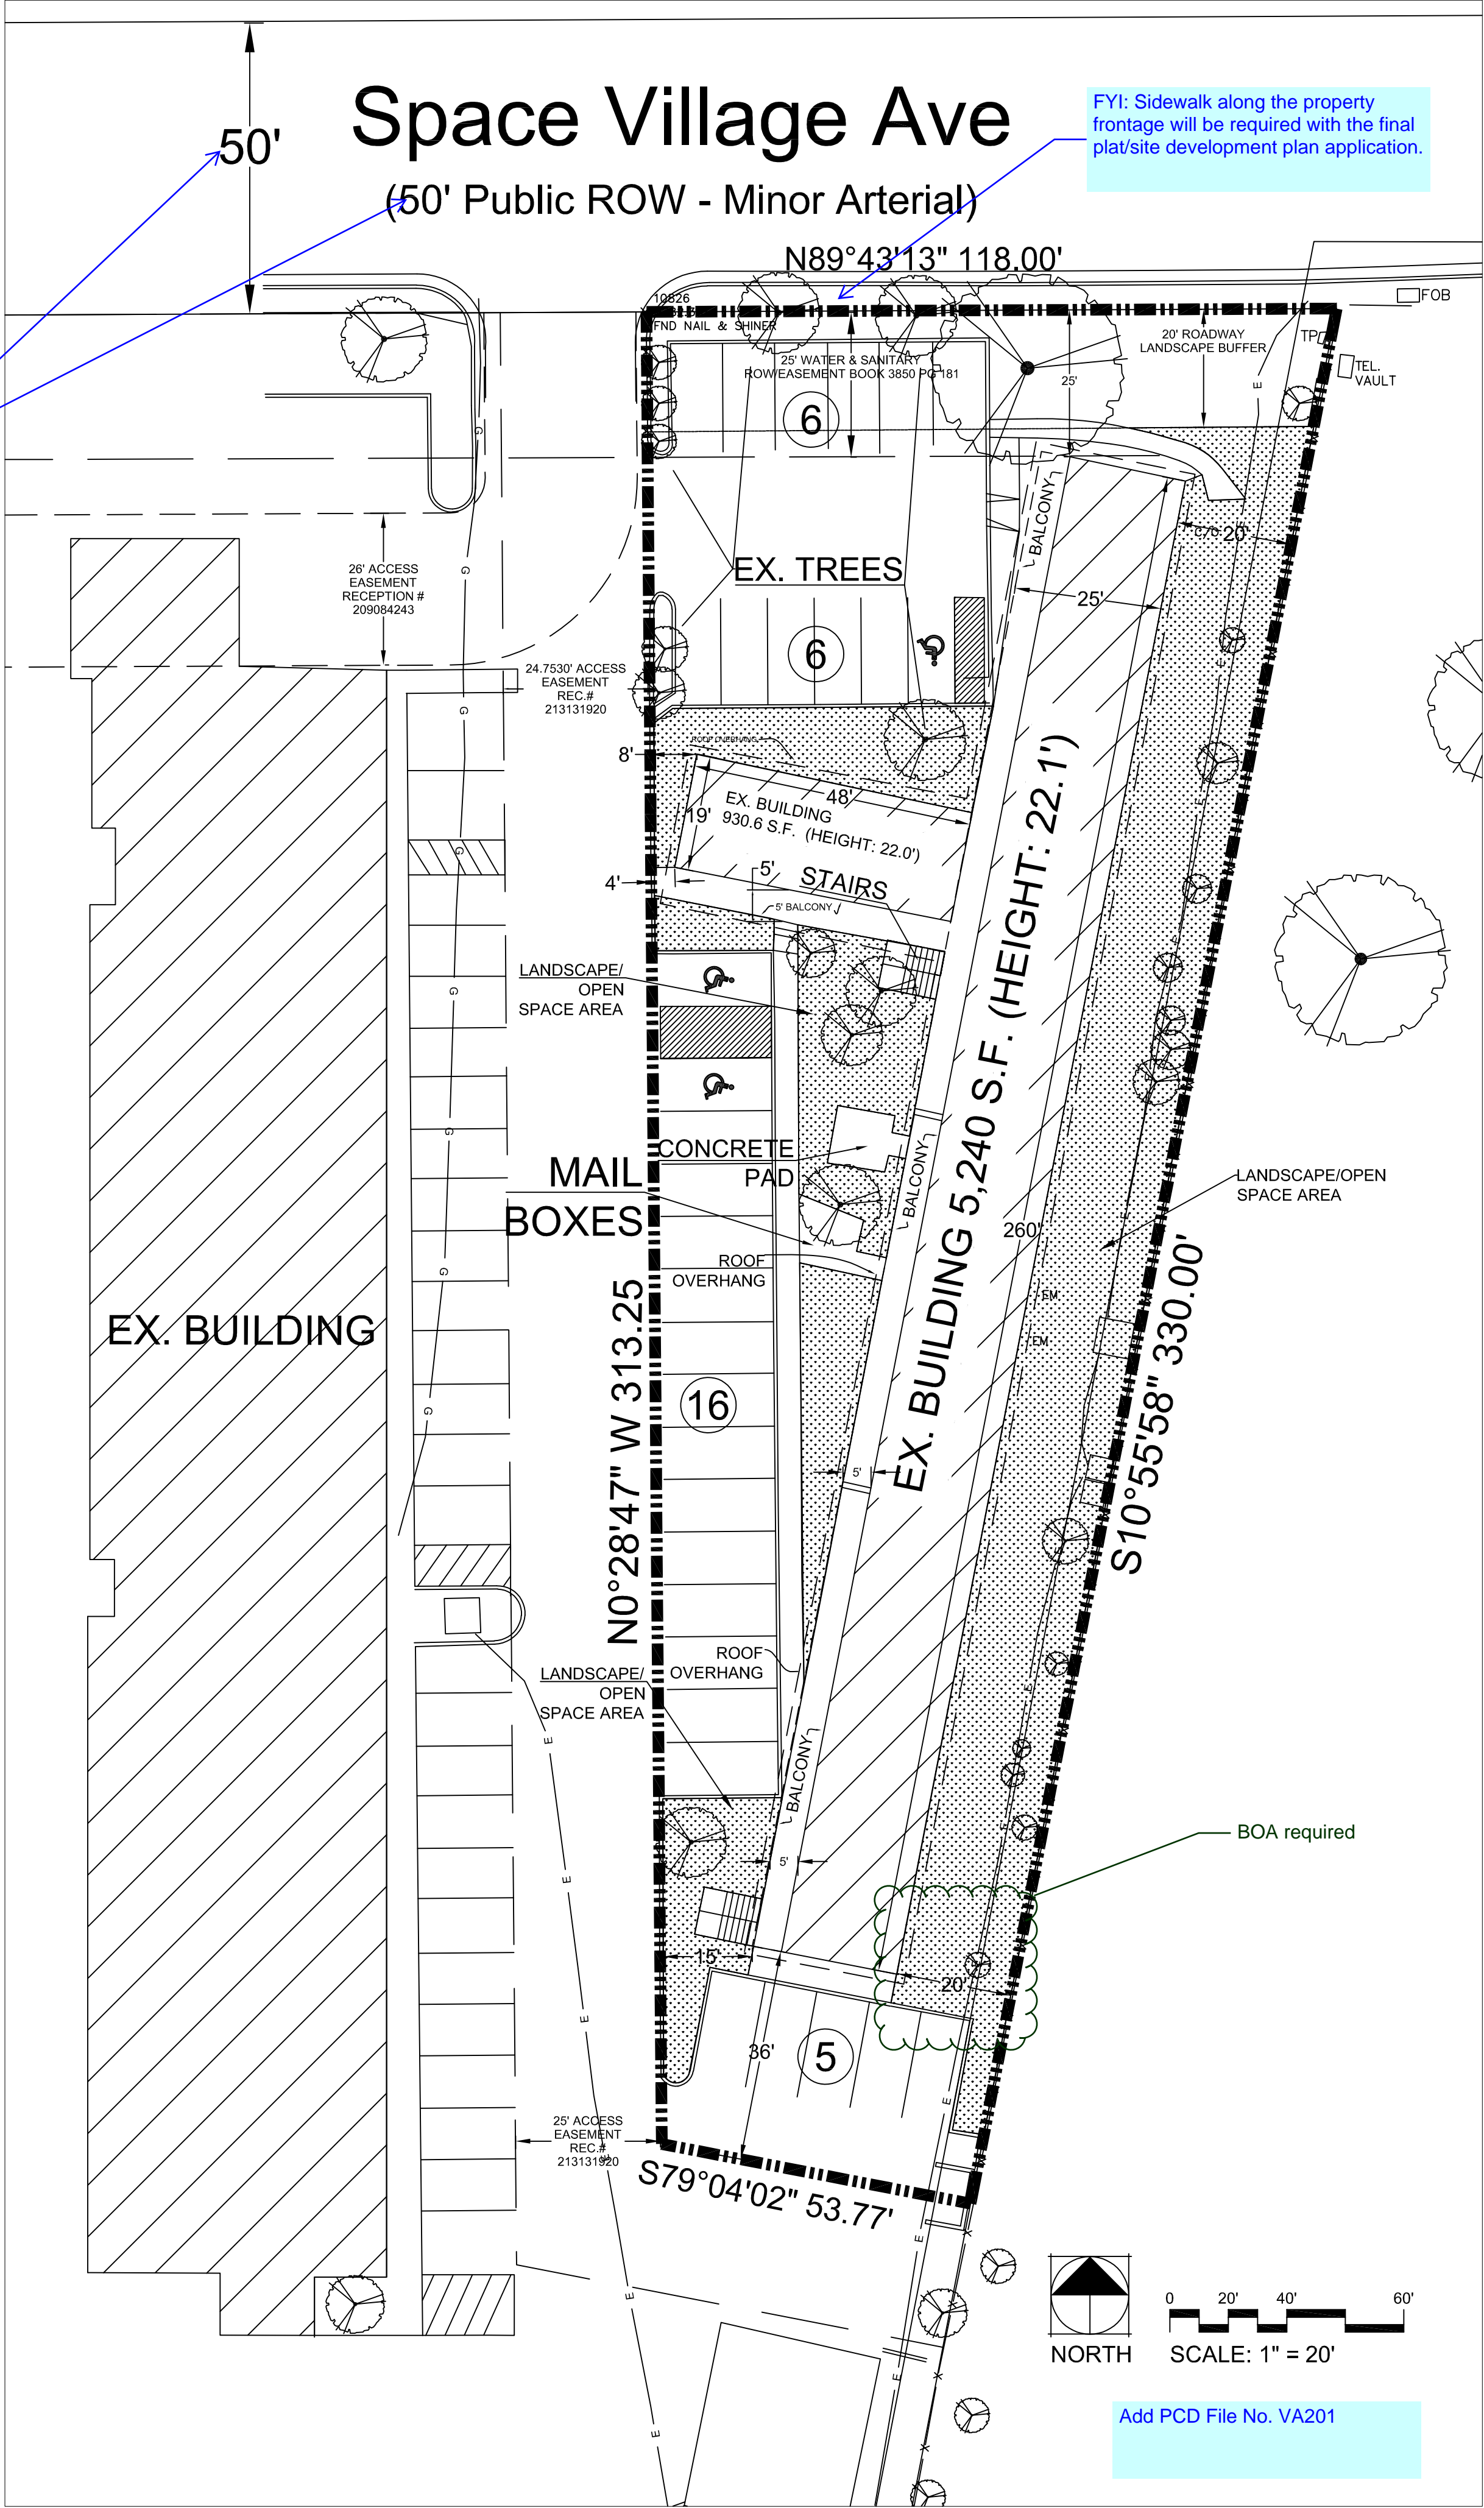 Space Village Ave
50'
(50' Public ROW - Minor Arterial)
FYI: Sidewalk along the property
frontage will be required with the final
plat/site development plan application.
N89°43'13" 118.00'
FOB
10826
FND NAIL & SHINER
20' ROADWAY
LANDSCAPE BUFFER
TP
TEL.
VAULT
25' WATER & SANITARY
ROW/EASEMENT BOOK 3850 PG 181
25'
E
G
6
BALCONY
C/O
20'
EX. TREES
26' ACCESS
EASEMENT
RECEPTION #
209084243
G
25'
6
E
24.7530' ACCESS
EASEMENT
REC.#
213131920
G
8'
ROOF OVERHANG
48'
EX. BUILDING
930.6 S.F. (HEIGHT: 22.0')
19'
E
G
4'
5'
STAIRS
5' BALCONY
E
LANDSCAPE/
OPEN
SPACE AREA
G
EX. BUILDING 5,240 S.F. (HEIGHT: 22.1')
G
CONCRETE
PAD
MAIL
BOXES
BALCONY
LANDSCAPE/OPEN
SPACE AREA
E
260'
ROOF
OVERHANG
G
EM
EM
EX. BUILDING
N0°28'47" W 313.25
S10°55'58" 330.00'
16
G
5'
E
ROOF
OVERHANG
LANDSCAPE/
OPEN
SPACE AREA
E
E
BALCONY
E
BOA required
5'
E
15'
20'
E
36'
5
E
25' ACCESS
EASEMENT
REC.#
213131920
E
S79°04'02" 53.77'
X
E
E
X
E
X
X
E
NORTH
0 20' 40' 60'
SCALE: 1" = 20'
Add PCD File No. VA201